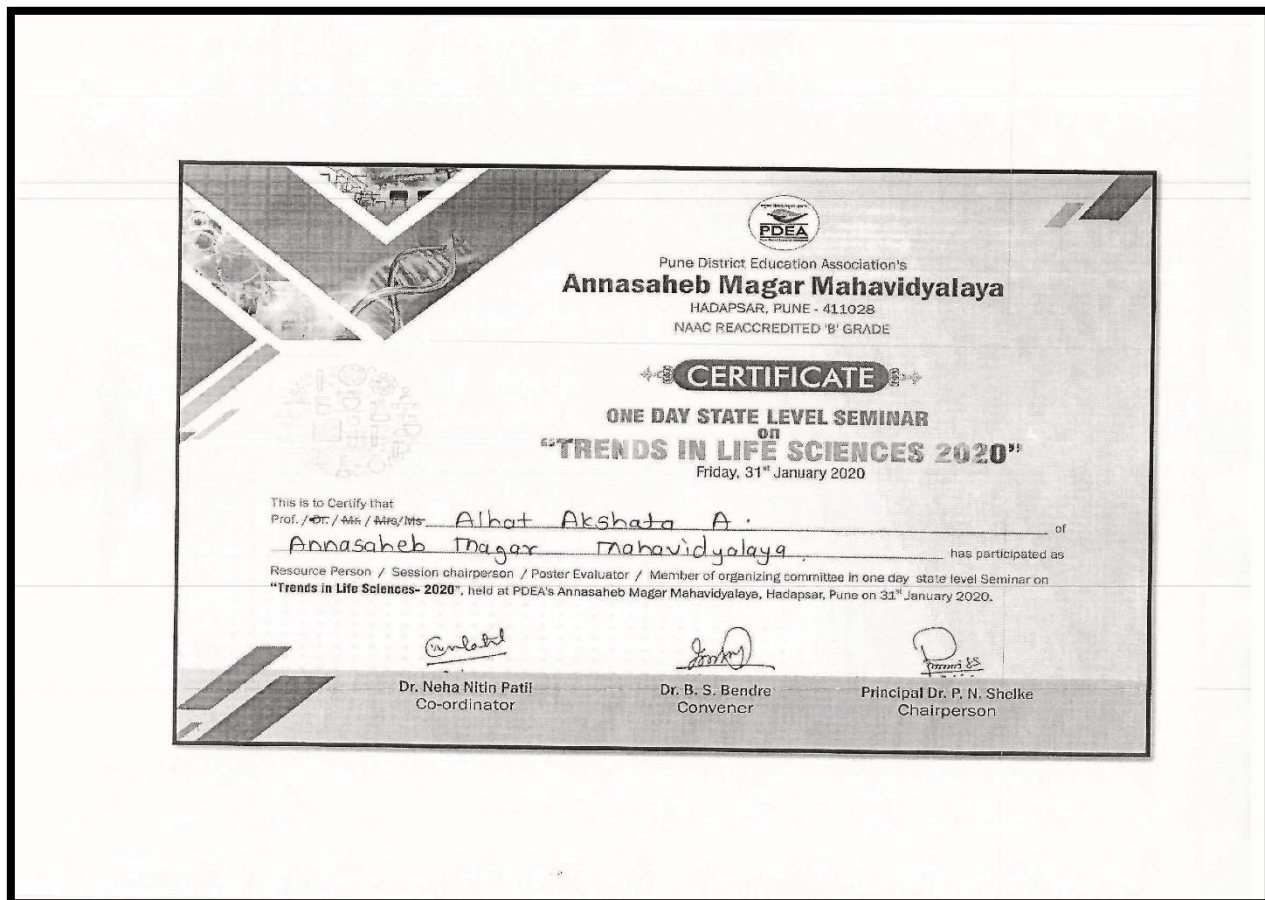 PDEA
Pune District Education Association's
Annasaheb Magar Mahavidyalaya
HADAPSAR, PUNE - 411028
NAAC REACCREDITED 'B' GRADE
CERTIFICATE
ONE DAY STATE LEVEL SEMINAR
on
"TRENDS IN LIFE SCIENCES 2020"
Friday, 31st January 2020
This is to Certify that
Prof. / Dr. / Mr. / Mrs/Ms Alhat Akshata A. of
Annasaheb Magar Mahavidyalaya has participated as
Resource Person / Session chairperson / Poster Evaluator / Member of organizing committee in one day state level Seminar on
"Trends in Life Sciences- 2020", held at PDEA's Annasaheb Magar Mahavidyalaya, Hadapsar, Pune on 31st January 2020.
Dr. Neha Nitin Patil
Co-ordinator
Dr. B. S. Bendre
Convener
Principal Dr. P. N. Shelke
Chairperson